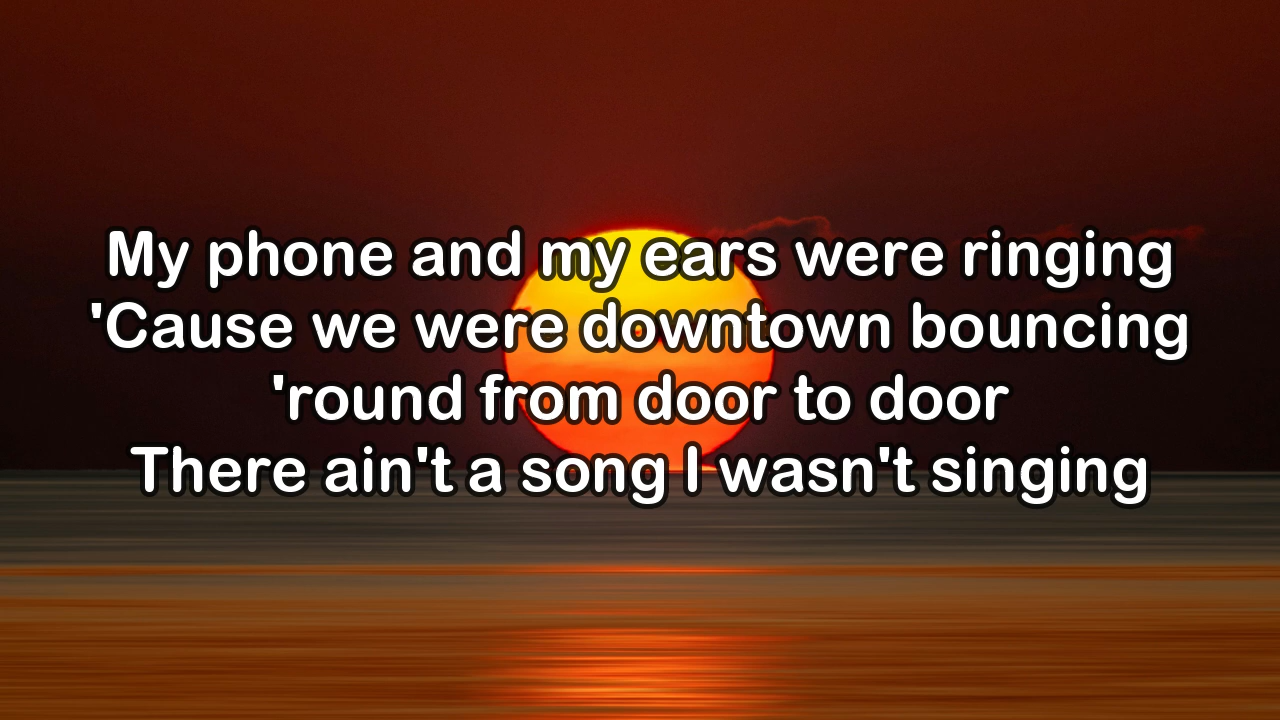 My phone and my ears were ringing
'Cause we were downtown bouncing
'round from door to door
There ain't a song I wasn't singing